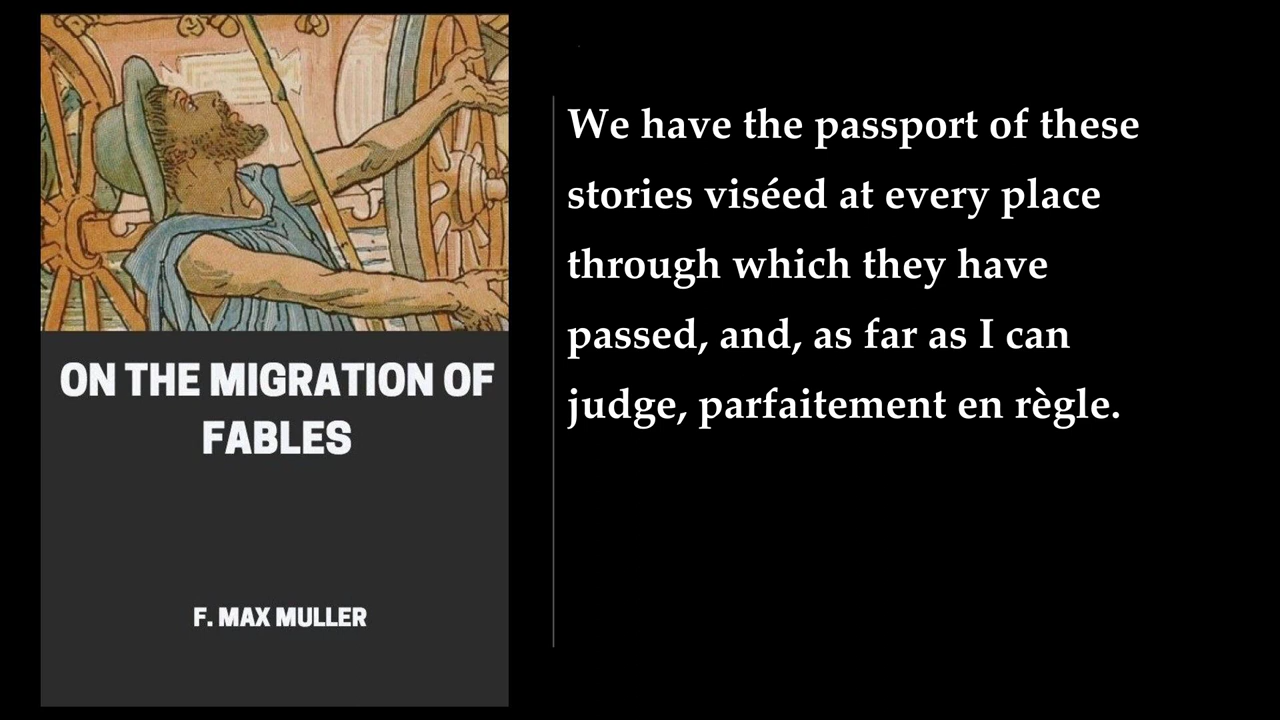 ON THE MIGRATION OF
FABLES
F. MAX MULLER
We have the passport of these
stories viséed at every place
through which they have
passed, and, as far as I can
judge, parfaitement en règle.